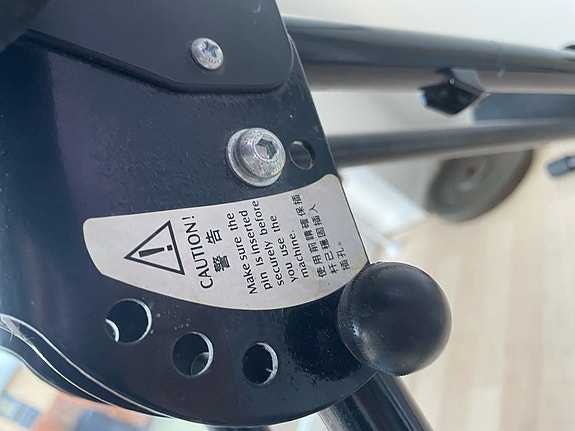 CAUTION!
警告
Make sure the
pin is inserted
securely the before
you use
machine.
使用前請確保插
杆已穩固插入
插孔。